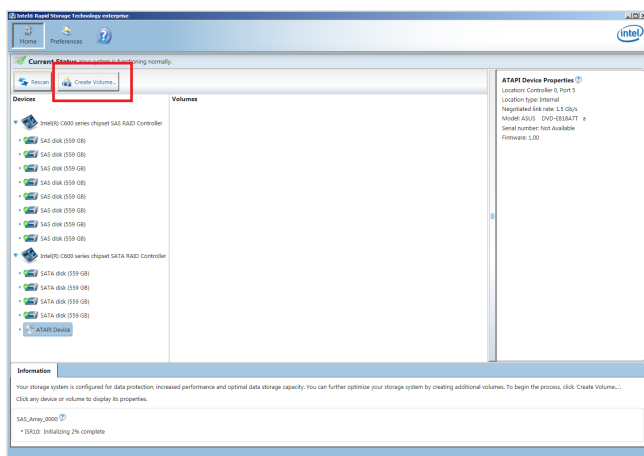 Intel® Rapid Storage Technology enterprise
Home
Preferences
intel
Current Status Your system is functioning normally.
Rescan
Create Volume...
Devices
Volumes
Intel(R) C600 series chipset SAS RAID Controller
SAS disk (559 GB)
SAS disk (559 GB)
SAS disk (559 GB)
SAS disk (559 GB)
SAS disk (559 GB)
SAS disk (559 GB)
SAS disk (559 GB)
SAS disk (559 GB)
Intel(R) C600 series chipset SATA RAID Controller
SATA disk (559 GB)
SATA disk (559 GB)
SATA disk (559 GB)
SATA disk (559 GB)
ATAPI Device
ATAPI Device Properties
Location: Controller 0, Port 5
Location type: Internal
Negotiated link rate: 1.5 Gb/s
Model: ASUS DVD-E818A7T a
Serial number: Not Available
Firmware: 1.00
Information
Your storage system is configured for data protection, increased performance and optimal data storage capacity. You can further optimize your storage system by creating additional volumes. To begin the process, click 'Create Volume...'.
Click any device or volume to display its properties.
SAS_Array_0000
• ISR10: Initializing 2% complete